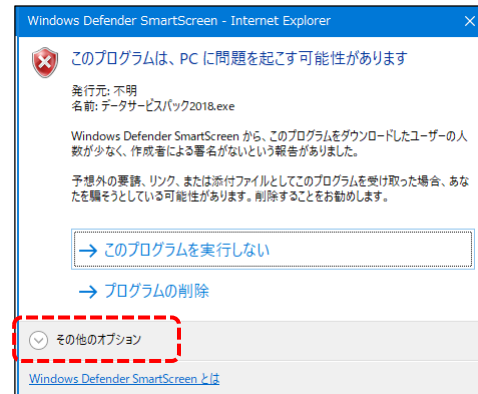 Windows Defender SmartScreen - Internet Explorer
このプログラムは、PC に問題を起こす可能性があります
発行元: 不明
名前: データサービスパック2018.exe
Windows Defender SmartScreen から、このプログラムをダウンロードしたユーザーの人
数が少なく、作成者による署名がないという報告がありました。
予想外の要請、リンク、または添付ファイルとしてこのプログラムを受け取った場合、あな
たを騙そうとしている可能性があります。削除することをお勧めします。
→ このプログラムを実行しない
→ プログラムの削除
その他のオプション
Windows Defender SmartScreen とは